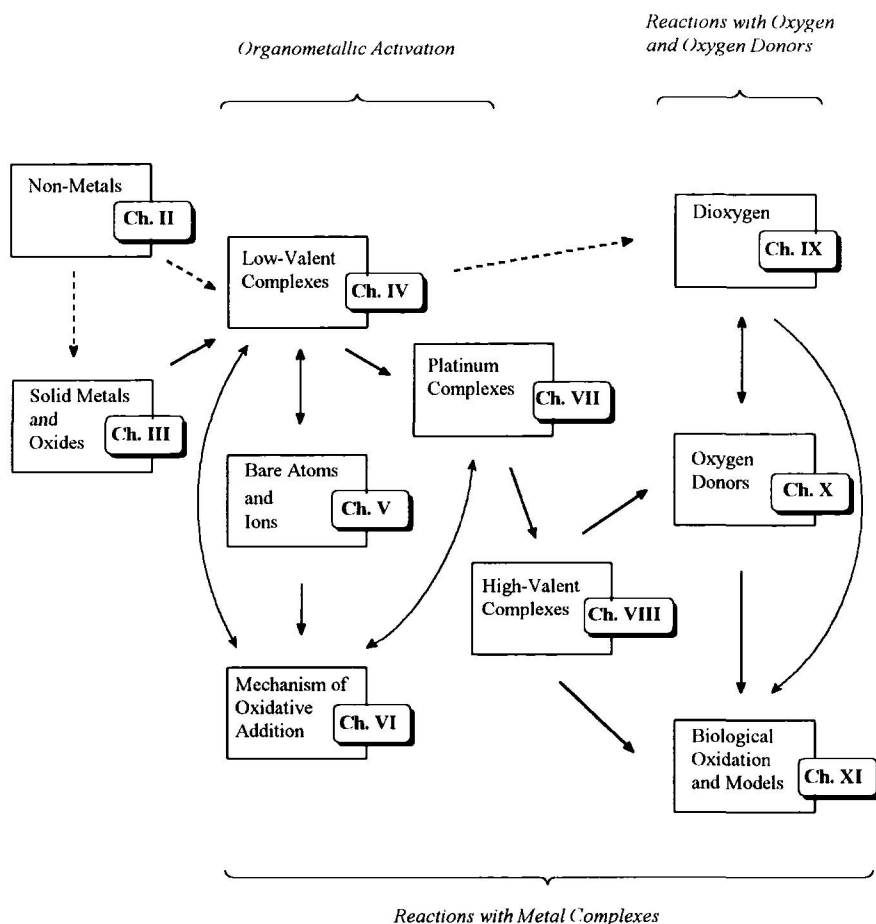 Organometallic Activation
Reactions with Oxygen
and Oxygen Donors
Non-Metals
Ch. II
Low-Valent
Complexes
Ch. IV
Dioxygen
Ch. IX
Solid Metals
and
Oxides
Ch. III
Platinum
Complexes
Ch. VII
Bare Atoms
and
Ions
Ch. V
Oxygen
Donors
Ch. X
High-Valent
Complexes
Ch. VIII
Mechanism of
Oxidative
Addition
Ch. VI
Biological
Oxidation
and Models
Ch. XI
Reactions with Metal Complexes